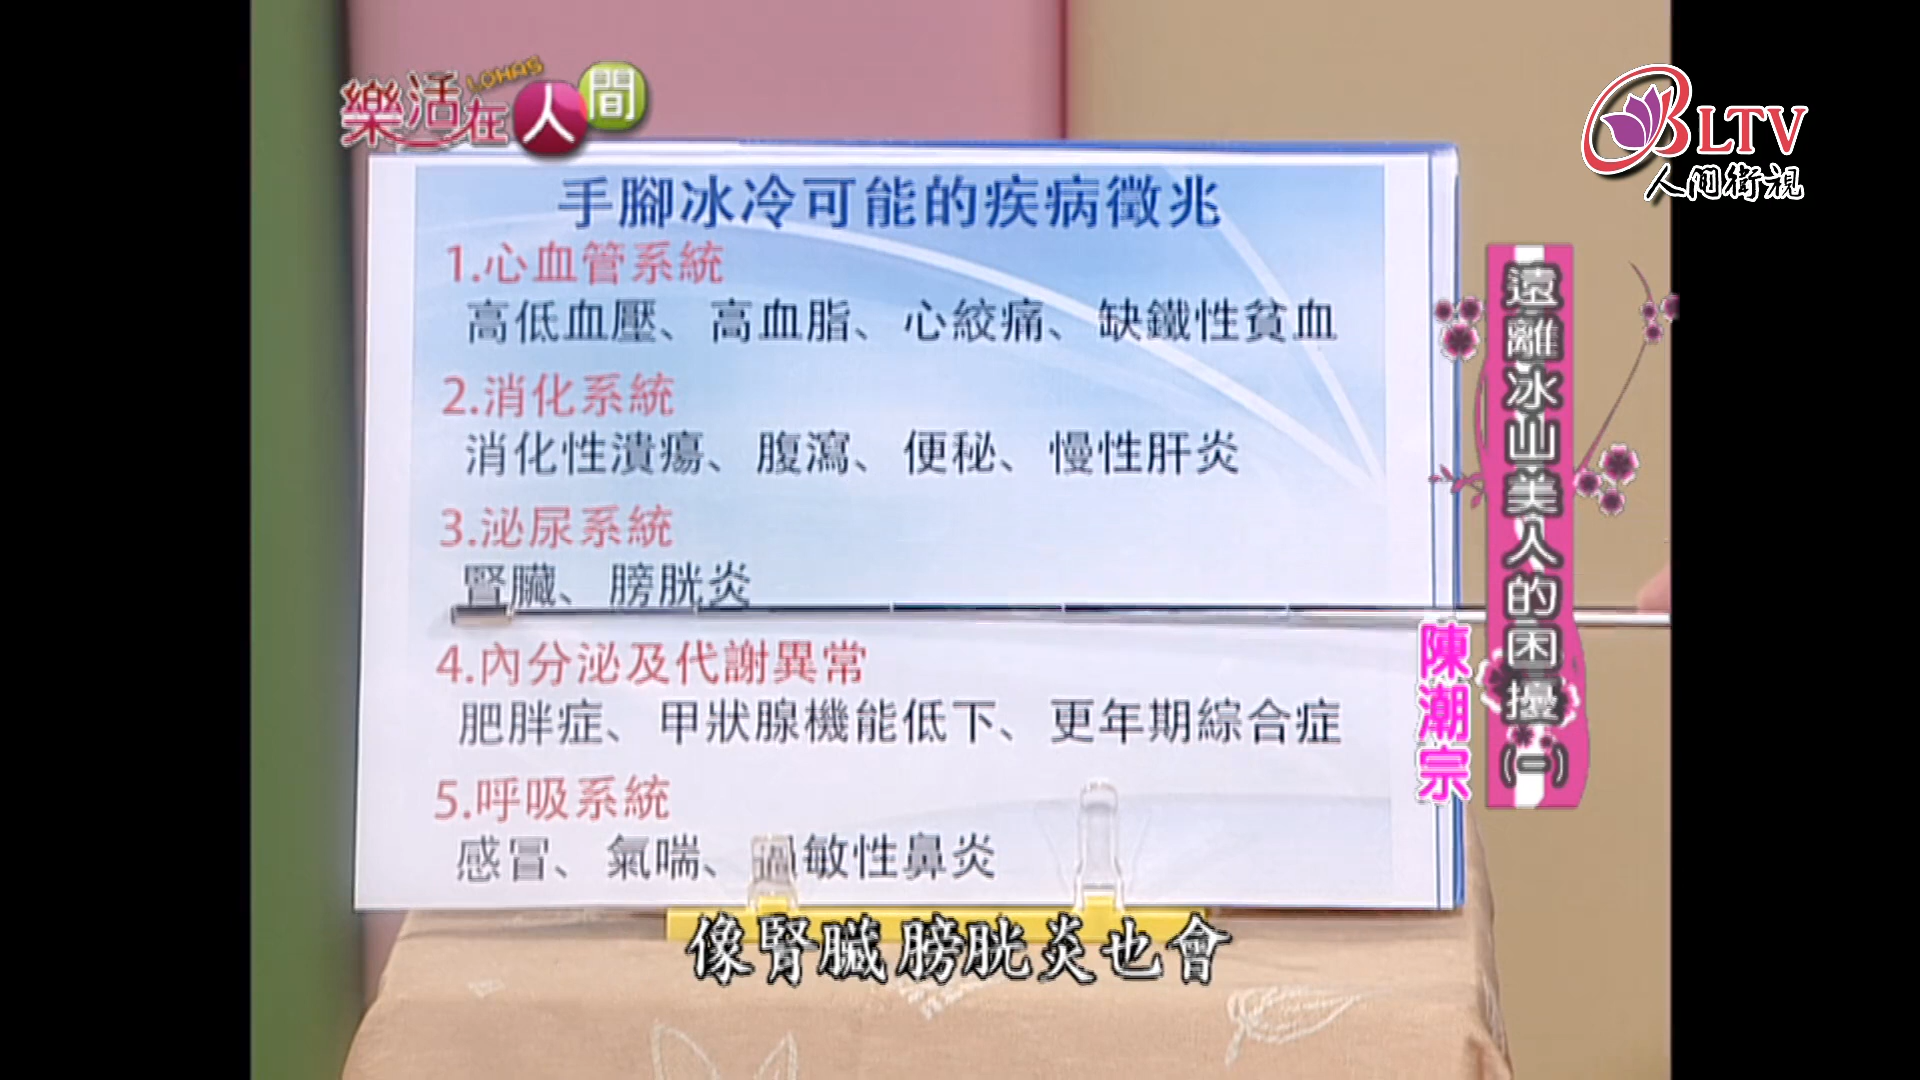 樂活在人間
LOHAS
BLTV
人間衛視
手腳冰冷可能的疾病徵兆
1.心血管系統
高低血壓、高血脂、心絞痛、缺鐵性貧血
2.消化系統
消化性潰瘍、腹瀉、便秘、慢性肝炎
3.泌尿系統
腎臟、膀胱炎
4.內分泌及代謝異常
肥胖症、甲狀腺機能低下、更年期綜合症
5.呼吸系統
感冒、氣喘、過敏性鼻炎
遠離冰山美人的困擾(一)
陳潮宗
像腎臟膀胱炎也會